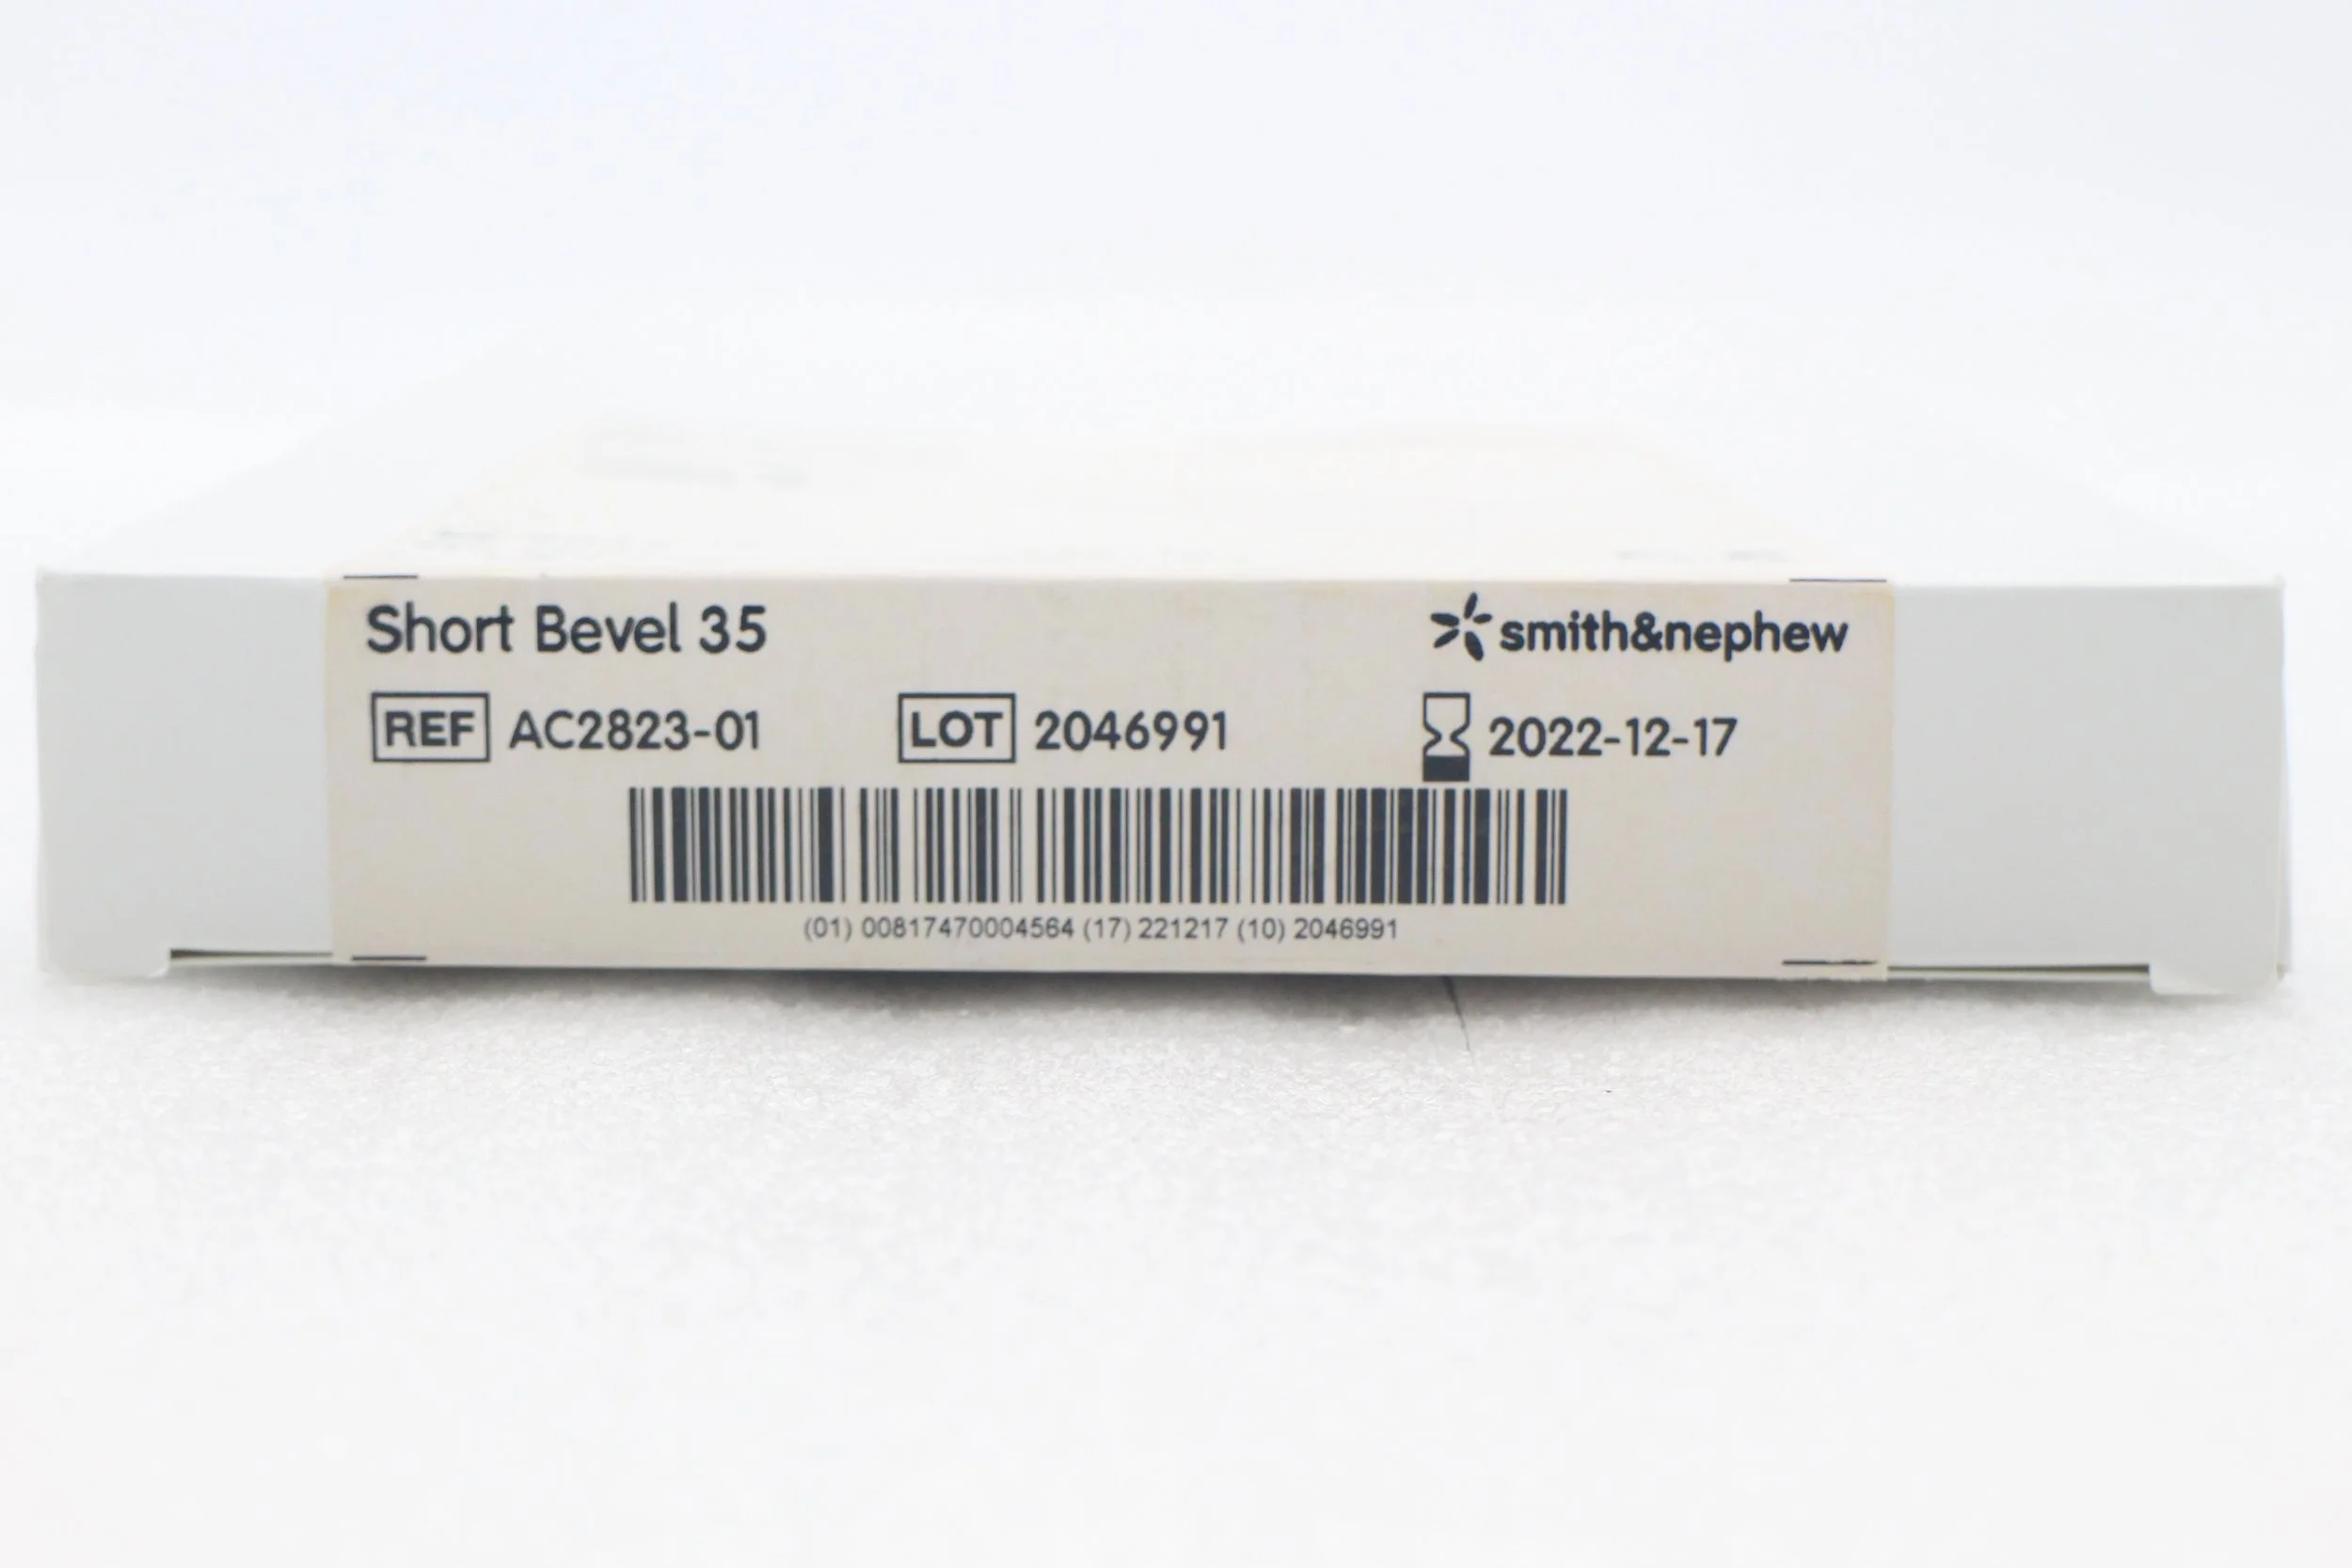 Short Bevel 35
smith&nephew
REF AC2823-01
LOT 2046991
2022-12-17
(01) 00817470004564 (17) 221217 (10) 2046991